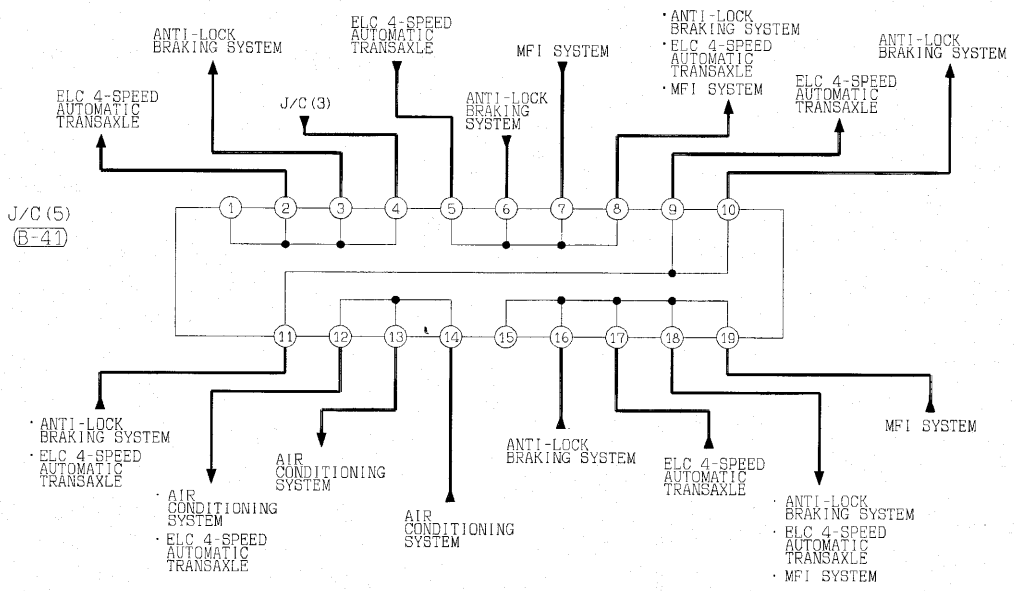 ANTI-LOCK
BRAKING SYSTEM
ELC 4-SPEED
AUTOMATIC
TRANSAXLE
MFI SYSTEM
· ANTI-LOCK
BRAKING SYSTEM
· ELC 4-SPEED
AUTOMATIC
TRANSAXLE
· MFI SYSTEM
ANTI-LOCK
BRAKING SYSTEM
ELC 4-SPEED
AUTOMATIC
TRANSAXLE
J/C(3)
ANTI-LOCK
BRAKING
SYSTEM
ELC 4-SPEED
AUTOMATIC
TRANSAXLE
J/C(5)
B-41
1 2 3 4 5 6 7 8 9 10
11 12 13 14 15 16 17 18 19
· ANTI-LOCK
BRAKING SYSTEM
· ELC 4-SPEED
AUTOMATIC
TRANSAXLE
· AIR
CONDITIONING
SYSTEM
· ELC 4-SPEED
AUTOMATIC
TRANSAXLE
AIR
CONDITIONING
SYSTEM
AIR
CONDITIONING
SYSTEM
ANTI-LOCK
BRAKING SYSTEM
ELC 4-SPEED
AUTOMATIC
TRANSAXLE
· ANTI-LOCK
BRAKING SYSTEM
· ELC 4-SPEED
AUTOMATIC
TRANSAXLE
· MFI SYSTEM
MFI SYSTEM